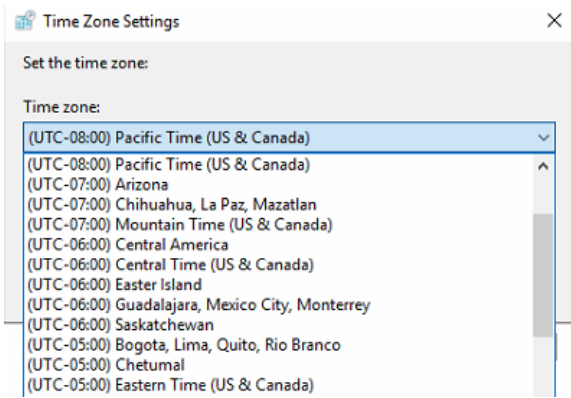 Time Zone Settings
Set the time zone:
Time zone:
(UTC-08:00) Pacific Time (US & Canada)
(UTC-08:00) Pacific Time (US & Canada)
(UTC-07:00) Arizona
(UTC-07:00) Chihuahua, La Paz, Mazatlan
(UTC-07:00) Mountain Time (US & Canada)
(UTC-06:00) Central America
(UTC-06:00) Central Time (US & Canada)
(UTC-06:00) Easter Island
(UTC-06:00) Guadalajara, Mexico City, Monterrey
(UTC-06:00) Saskatchewan
(UTC-05:00) Bogota, Lima, Quito, Rio Branco
(UTC-05:00) Chetumal
(UTC-05:00) Eastern Time (US & Canada)